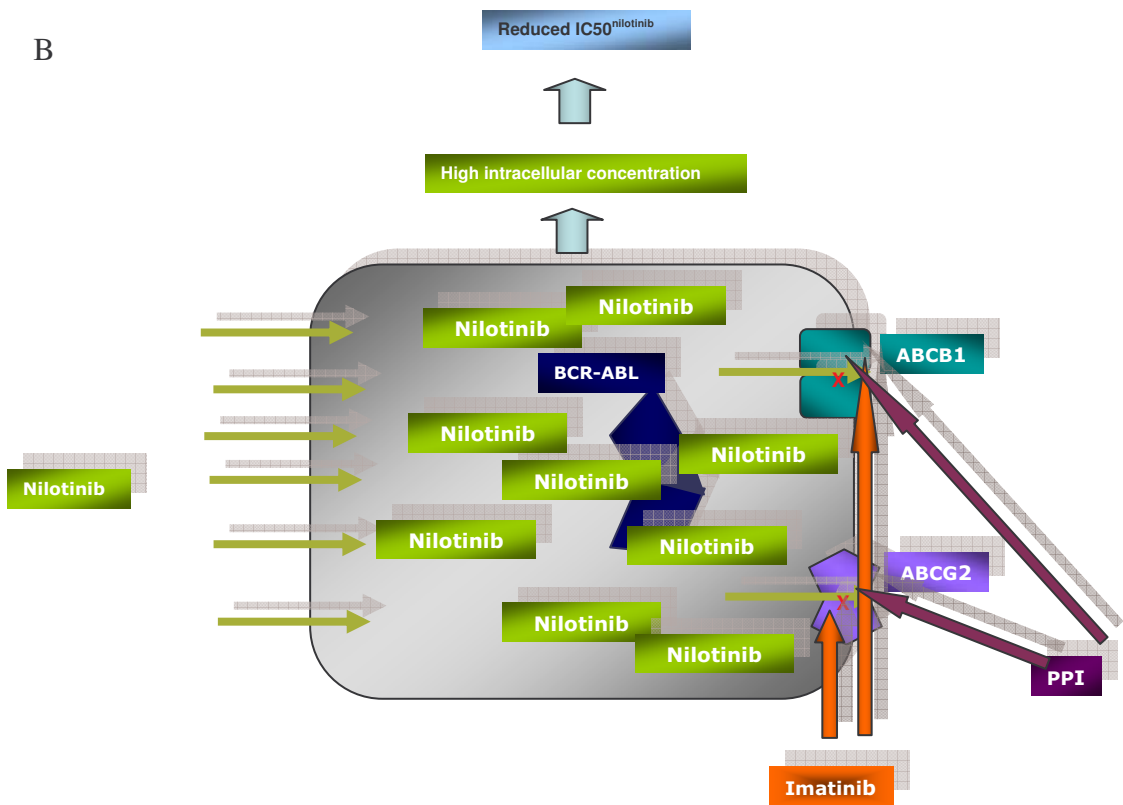 B
Reduced IC50nilotinib
High intracellular concentration
Nilotinib
Nilotinib
BCR-ABL
ABCB1
X
Nilotinib
Nilotinib
Nilotinib
Nilotinib
Nilotinib
Nilotinib
ABCG2
X
Nilotinib
Nilotinib
PPI
Imatinib